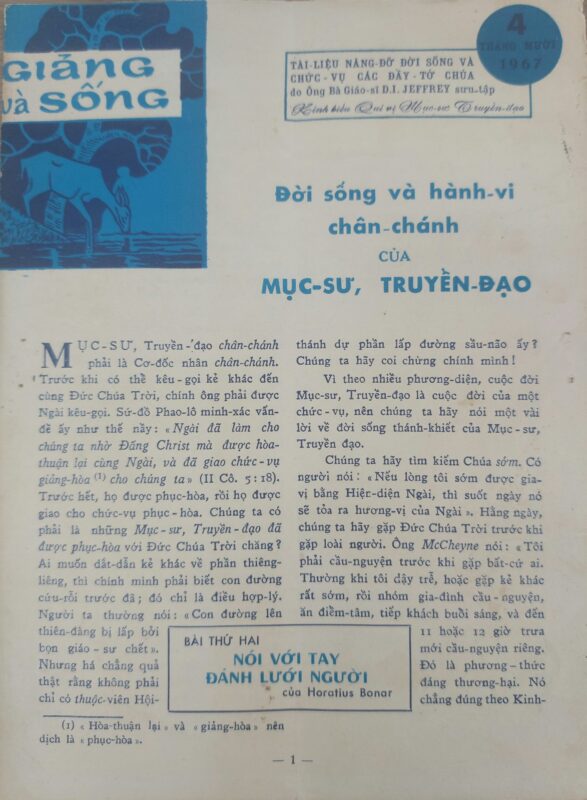 GIẢNG
và SỐNG
4
THÁNG MƯỜI
1967
TÀI-LIỆU NÂNG-ĐỠ ĐỜI SỐNG VÀ
CHỨC-VỤ CÁC ĐẦY-TỚ CHÚA
do Ông Bà Giáo-sĩ D.I. JEFFREY sưu-tập
Kính biếu Quí vị Mục-sư Truyền-đạo
Đời sống và hành-vi
chân-chánh
CỦA
MỤC-SƯ, TRUYỀN-ĐẠO
MỤC-SƯ, Truyền-đạo chân-chánh
phải là Cơ-đốc nhân chân-chánh.
Trước khi có thể kêu-gọi kẻ khác đến
cùng Đức Chúa Trời, chính ông phải được
Ngài kêu-gọi. Sứ-đồ Phao-lô minh-xác vấn-
đề ấy như thế nầy: «Ngài đã làm cho
chúng ta nhờ Đấng Christ mà được hòa-
thuận lại cùng Ngài, và đã giao chức-vụ
giảng-hòa (1) cho chúng ta» (II Cô. 5:18).
Trước hết, họ được phục-hòa, rồi họ được
giao cho chức-vụ phục-hòa. Chúng ta có
phải là những Mục-sư, Truyền-đạo đã
được phục-hòa với Đức Chúa Trời chăng?
Ai muốn dắt-dẫn kẻ khác về phần thiêng-
liêng, thì chính mình phải biết con đường
cứu-rỗi trước đã; đó chỉ là điều hợp-lý.
Người ta thường nói: «Con đường lên
thiên-đàng bị lấp bởi
bọn giáo-sư chết».
Nhưng há chẳng quả
thật rằng không phải
chỉ có thuộc-viên Hội-
(1) «Hòa-thuận lại» và «giảng-hòa» nên
dịch là «phục-hòa».
BÀI THỨ HAI
NÓI VỚI TAY
ĐÁNH LƯỚI NGƯỜI
của Horatius Bonar
thánh dự phần lấp đường sầu-não ấy?
Chúng ta hãy coi chừng chính mình!
Vì theo nhiều phương-diện, cuộc đời
Mục-sư, Truyền-đạo là cuộc đời của một
chức-vụ, nên chúng ta hãy nói một vài
lời về đời sống thánh-khiết của Mục-sư,
Truyền đạo.
Chúng ta hãy tìm kiếm Chúa sớm. Có
người nói: «Nếu lòng tôi sớm được gia-
vị bằng Hiện-diện Ngài, thì suốt ngày nó
sẽ tỏa ra hương-vị của Ngài». Hằng ngày,
chúng ta hãy gặp Đức Chúa Trời trước khi
gặp loài người. Ông McCheyne nói: «Tôi
phải cầu-nguyện trước khi gặp bất-cứ ai.
Thường khi tôi dậy trễ, hoặc gặp kẻ khác
rất sớm, rồi nhóm gia-đình cầu-nguyện,
ăn điểm-tâm, tiếp khách buổi sáng, và đến
11 hoặc 12 giờ trưa
mới cầu-nguyện riêng.
Đó là phương-thức
đáng thương-hại. Nó
chẳng đúng theo Kinh-
— 1 —